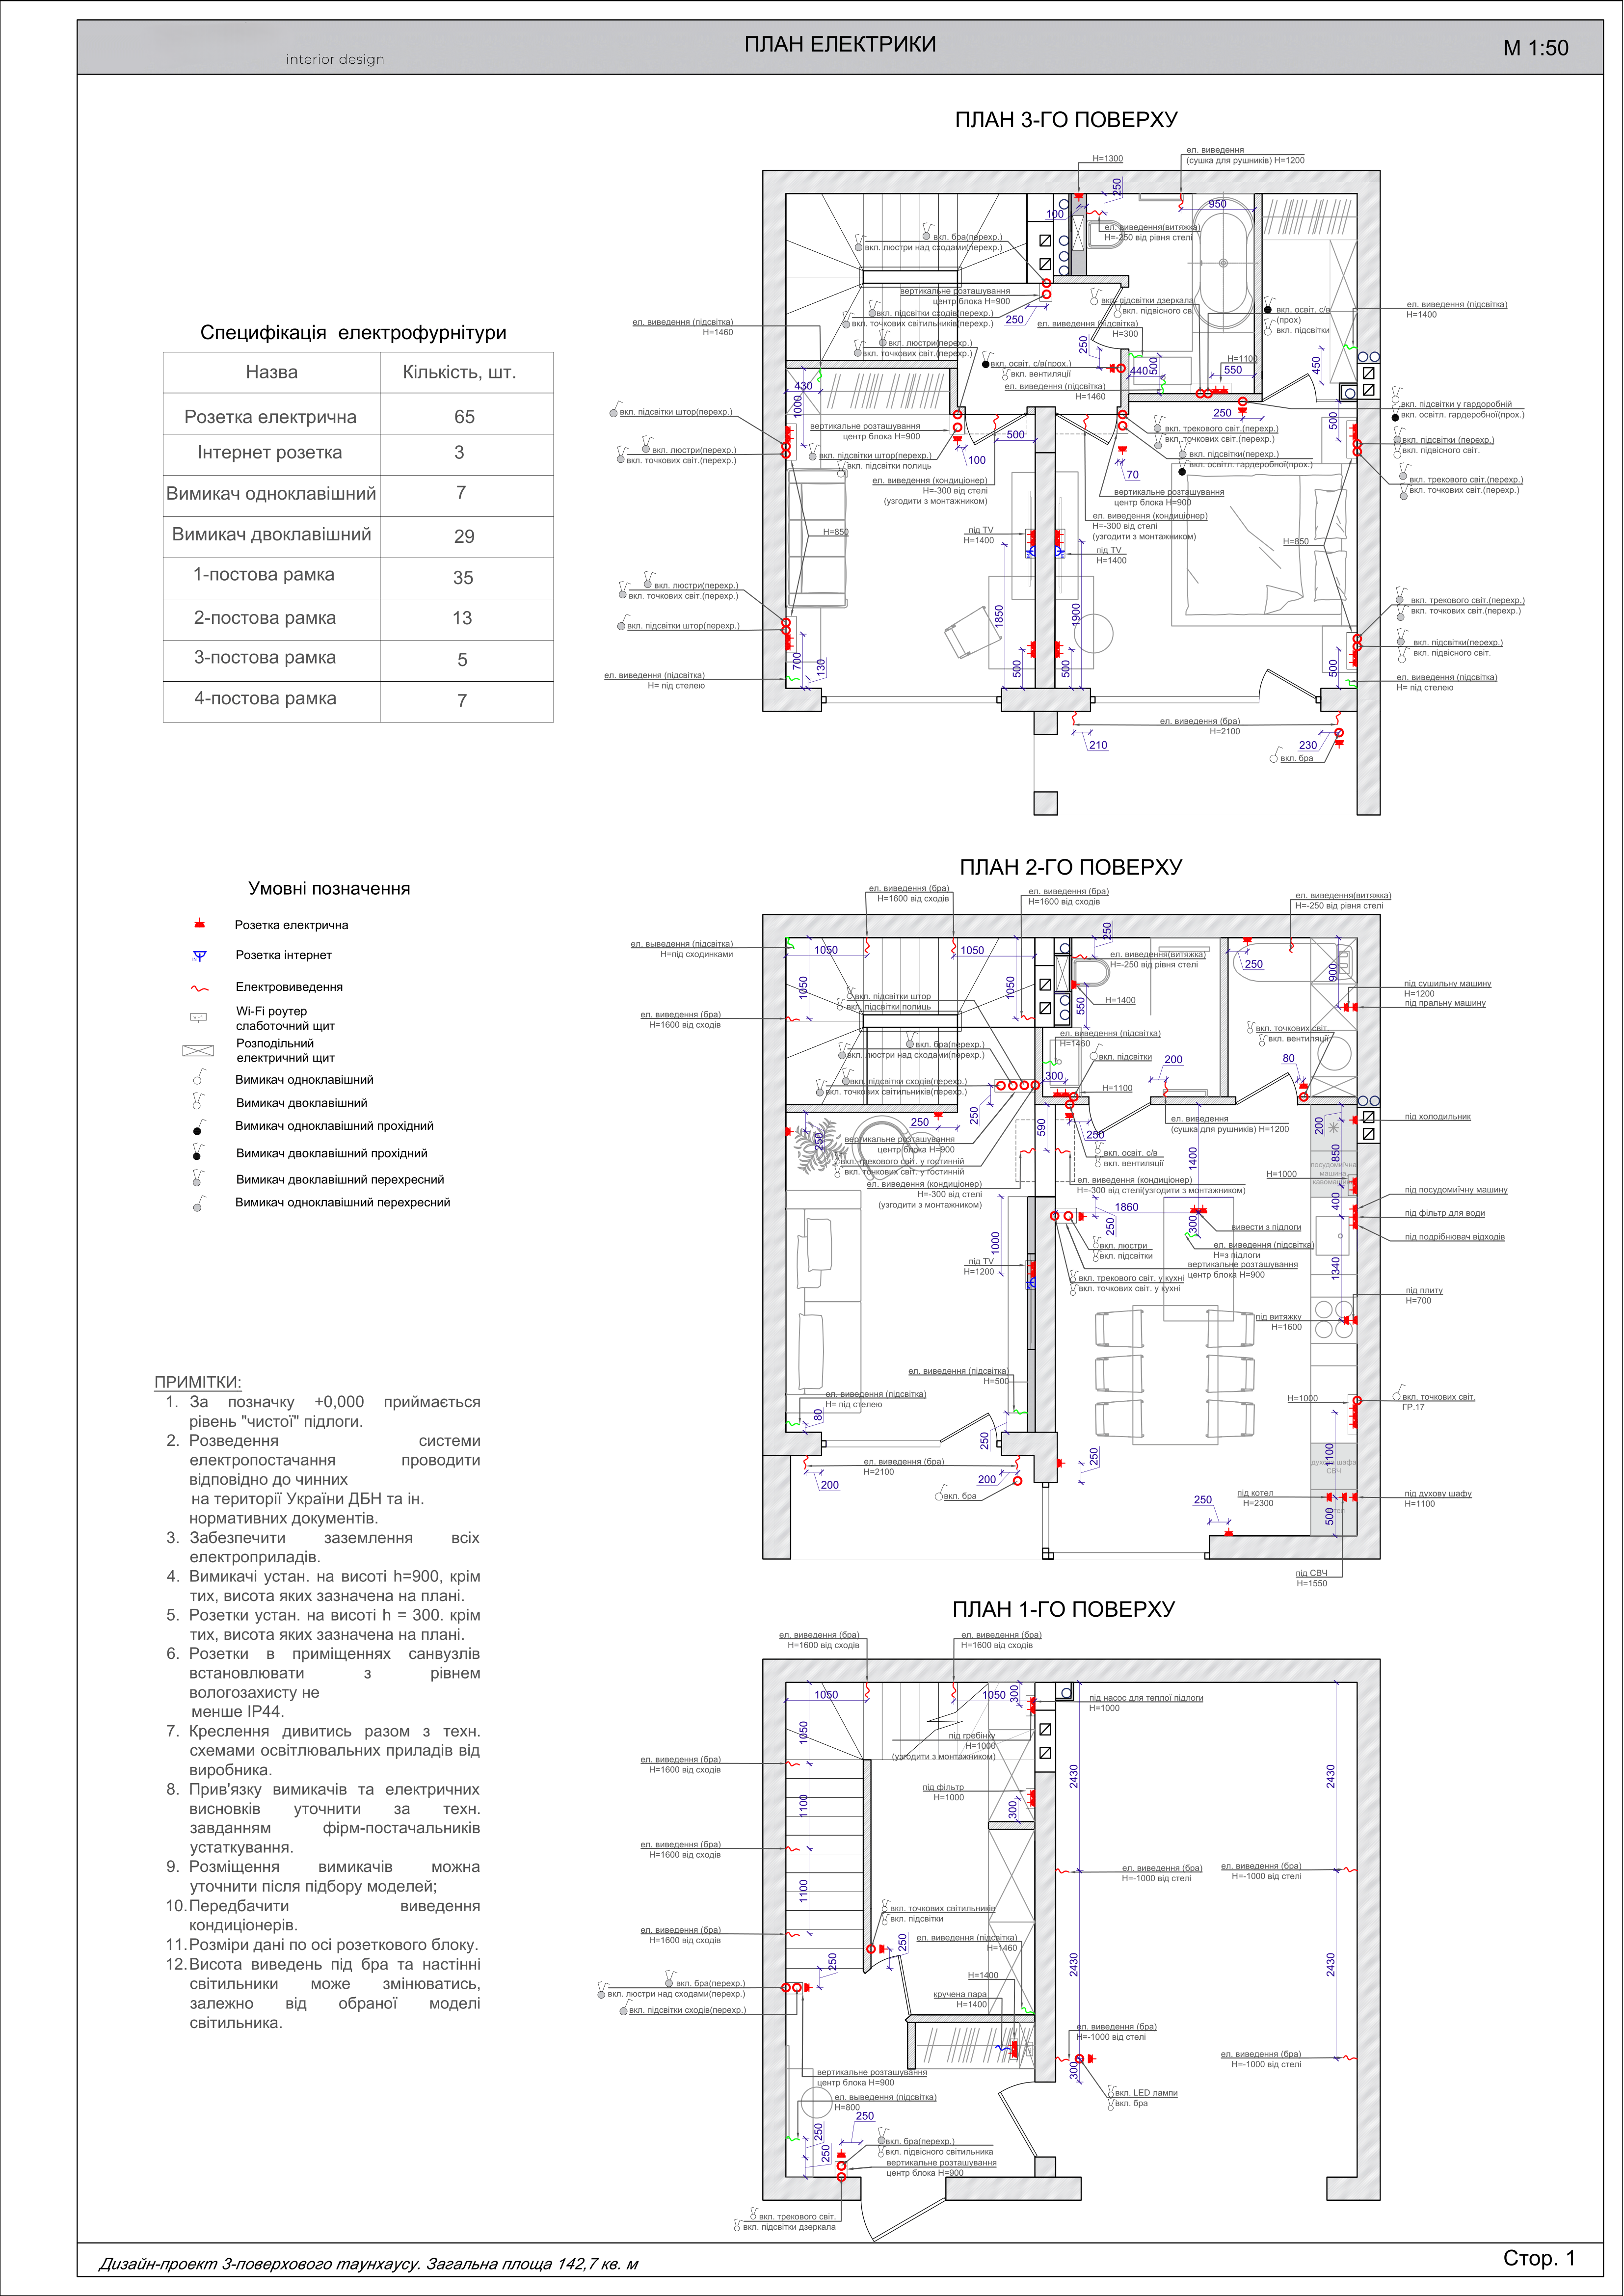 interior design
ПЛАН ЕЛЕКТРИКИ
М 1:50
ПЛАН 3-ГО ПОВЕРХУ
H=1300
ел. виведення
(сушка для рушників) H=1200
250
100
950
ел. виведення(витяжка)
H=-250 від рівня стелі
вкл. бра(перехр.)
вкл. люстри над сходами(перехр.)
вертикальне розташування
центр блока H=900
250
вкл. підсвітки сходів(перехр.)
вкл. точкових світильників(перехр.)
вкл. люстри(перехр.)
вкл. точкових світ.(перехр.)
вкл. підсвітки дзеркала
вкл. підвісного св.
ел. виведення (підсвітка)
H=300
250
вкл. освіт. с/в
(прох)
вкл. підсвітки
ел. виведення (підсвітка)
H=1400
ел. виведення (підсвітка)
H=1460
вкл. освіт. с/в(прох.)
вкл. вентиляції
ел. виведення (підсвітка)
H=1460
440
500
H=1100
550
450
250
500
430
1000
вкл. підсвітки штор(перехр.)
вкл. люстри(перехр.)
вкл. точкових світ.(перехр.)
вертикальне розташування
центр блока H=900
500
100
вкл. підсвітки штор(перехр.)
вкл. підсвітки полиць
ел. виведення (кондиціонер)
H=-300 від стелі
(узгодити з монтажником)
вкл. трекового світ.(перехр.)
вкл. точкових світ.(перехр.)
вкл. підсвітки(перехр.)
вкл. освітл. гардеробної(прох.)
70
вертикальне розташування
центр блока H=900
ел. виведення (кондиціонер)
H=-300 від стелі
(узгодити з монтажником)
вкл. підсвітки у гардоробній
вкл. освітл. гардеробної(прох.)
вкл. підсвітки (перехр.)
вкл. підвісного світ.
вкл. трекового світ.(перехр.)
вкл. точкових світ.(перехр.)
H=850
під TV
H=1400
під TV
H=1400
H=850
вкл. люстри(перехр.)
вкл. точкових світ.(перехр.)
вкл. підсвітки штор(перехр.)
1850
1900
вкл. трекового світ.(перехр.)
вкл. точкових світ.(перехр.)
вкл. підсвітки(перехр.)
вкл. підвісного світ.
700
130
500
500
500
ел. виведення (підсвітка)
H= під стелею
ел. виведення (підсвітка)
H= під стелею
ел. виведення (бра)
H=2100
210
230
вкл. бра
Специфікація електрофурнітури
Назва Кількість, шт.
Розетка електрична 65
Інтернет розетка 3
Вимикач одноклавішний 7
Вимикач двоклавішний 29
1-постова рамка 35
2-постова рамка 13
3-постова рамка 5
4-постова рамка 7
Умовні позначення
Розетка електрична
Розетка інтернет
Електровиведення
Wi-Fi роутер
слаботочний щит
Розподільний
електричний щит
Вимикач одноклавішний
Вимикач двоклавішний
Вимикач одноклавішний прохідний
Вимикач двоклавішний прохідний
Вимикач двоклавішний перехресний
Вимикач одноклавішний перехресний
ПЛАН 2-ГО ПОВЕРХУ
ел. виведення (бра)
H=1600 від сходів
ел. виведення (бра)
H=1600 від сходів
ел. виведення(витяжка)
H=-250 від рівня стелі
ел. выведення (підсвітка)
H=під сходинками
1050
1050
250
ел. виведення(витяжка)
H=-250 від рівня стелі
250
900
під сушильну машину
H=1200
під пральну машину
1050
1050
вкл. підсвітки штор
вкл. підсвітки полиць
550
H=1400
ел. виведення (бра)
H=1600 від сходів
вкл. бра(перехр.)
вкл. люстри над сходами(перехр.)
ел. виведення (підсвітка)
H=1460
вкл. підсвітки
200
вкл. точкових світ.
вкл. вентиляції
80
вкл. підсвітки сходів(перехр.)
вкл. точкових світильників(перехр.)
300
H=1100
250
250
250
590
250
ел. виведення
(сушка для рушників) H=1200
200
під холодильник
вертикальне розташування
центр блока H=900
вкл. трекового світ. у гостинній
вкл. точкових світ. у гостинній
ел. виведення (кондиціонер)
H=-300 від стелі
(узгодити з монтажником)
вкл. освіт. с/в
вкл. вентиляції
1400
ел. виведення (кондиціонер)
H=-300 від стелі(узгодити з монтажником)
850
посудомийна
машина
H=1000
400
під посудомиїчну машину
під фільтр для води
під подрібнювач відходів
1860
250
300
вивести з підлоги
вкл. люстри
вкл. підсвітки
ел. виведення (підсвітка)
H=з підлоги
вертикальне розташування
центр блока H=900
1000
під TV
H=1200
вкл. трекового світ. у кухні
вкл. точкових світ. у кухні
1340
під плиту
H=700
під витяжку
H=1600
ел. виведення (підсвітка)
H=500
ел. виведення (підсвітка)
H= під стелею
80
H=1000
вкл. точкових світ.
ГР.17
250
1100
духова шафа
СВЧ
ел. виведення (бра)
H=2100
200
200
вкл. бра
250
250
під котел
H=2300
500
під духову шафу
H=1100
під СВЧ
H=1550
ПРИМІТКИ:
1. За позначку +0,000 приймається
рівень "чистої" підлоги.
2. Розведення системи
електропостачання проводити
відповідно до чинних
на території України ДБН та ін.
нормативних документів.
3. Забезпечити заземлення всіх
електроприладів.
4. Вимикачі устан. на висоті h=900, крім
тих, висота яких зазначена на плані.
5. Розетки устан. на висоті h = 300. крім
тих, висота яких зазначена на плані.
6. Розетки в приміщеннях санвузлів
встановлювати з рівнем
вологозахисту не
менше IP44.
7. Креслення дивитись разом з техн.
схемами освітлювальних приладів від
виробника.
8. Прив'язку вимикачів та електричних
висновків уточнити за техн.
завданням фірм-постачальників
устаткування.
9. Розміщення вимикачів можна
уточнити після підбору моделей;
10.Передбачити виведення
кондиціонерів.
11.Розміри дані по осі розеткового блоку.
12.Висота виведень під бра та настінні
світильники може змінюватись,
залежно від обраної моделі
світильника.
ПЛАН 1-ГО ПОВЕРХУ
ел. виведення (бра)
H=1600 від сходів
ел. виведення (бра)
H=1600 від сходів
1050
1050
300
під насос для теплої підлоги
H=1000
1050
під гребінку
H=1000
(узгодити з монтажником)
ел. виведення (бра)
H=1600 від сходів
2430
2430
під фільтр
H=1000
300
1100
ел. виведення (бра)
H=1600 від сходів
ел. виведення (бра)
H=-1000 від стелі
ел. виведення (бра)
H=-1000 від стелі
1100
вкл. точкових світильників
вкл. підсвітки
ел. виведення (бра)
H=1600 від сходів
250
ел. виведення (підсвітка)
H=1460
250
2430
2430
вкл. бра(перехр.)
вкл. люстри над сходами(перехр.)
вкл. підсвітки сходів(перехр.)
H=1400
кручена пара
H=1400
ел. виведення (бра)
H=-1000 від стелі
ел. виведення (бра)
H=-1000 від стелі
300
вертикальне розташування
центр блока H=900
вкл. LED лампи
вкл. бра
ел. выведення (підсвітка)
H=800
250
250
250
вкл. бра(перехр.)
вкл. підвісного світильника
вертикальне розташування
центр блока H=900
вкл. трекового світ.
вкл. підсвітки дзеркала
Дизайн-проект 3-поверхового таунхаусу. Загальна площа 142,7 кв. м
Стор. 1